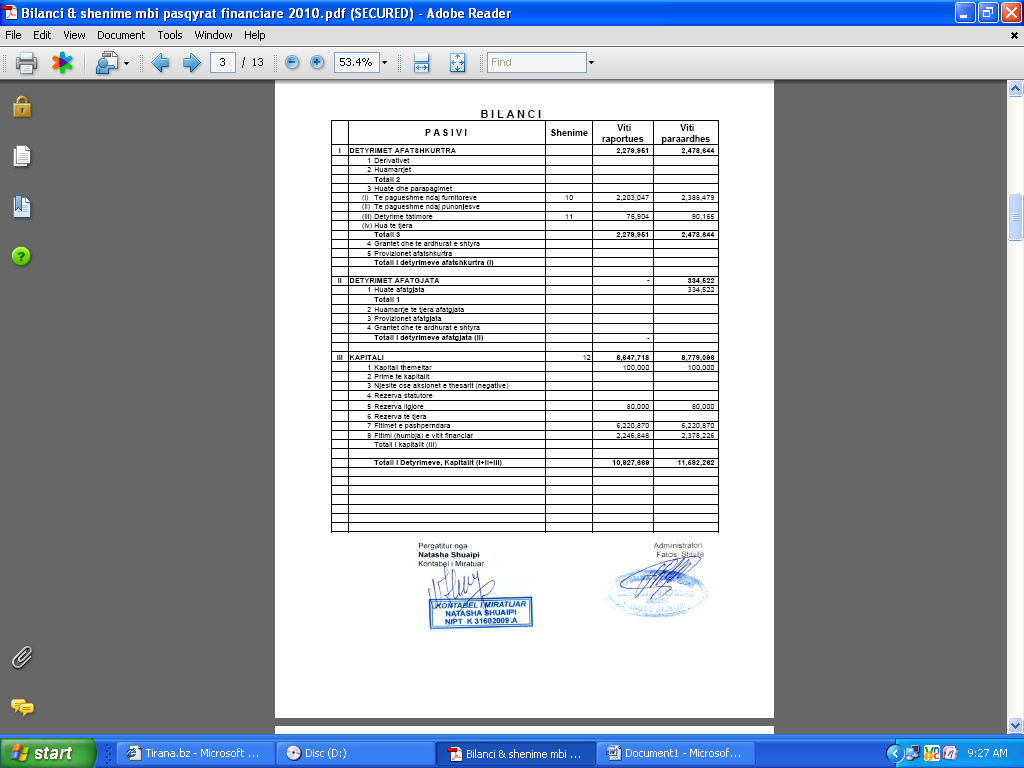 Bilanci & shenime mbi pasqyrat financiare 2010.pdf (SECURED) - Adobe Reader
File Edit View Document Tools Window Help
3 / 13 53.4% Find
B I L A N C I
P A S I V I Shenime Viti raportues Viti paraardhes
I DETYRIMET AFATSHKURTRA 2,279,951 2,478,644
1 Derivativet
2 Huamarrjet
Totali 2
3 Huate dhe parapagimet
(i) Te pagueshme ndaj furnitoreve 10 2,203,047 2,388,479
(ii) Te pagueshme ndaj punonjesve
(iii) Detyrime tatimore 11 76,904 90,165
(iv) Hua te tjera
Totali 3 2,279,951 2,478,644
4 Grantet dhe te ardhurat e shtyra
5 Provizionet afatshkurtra
Totali i detyrimeve afatshkurtra (I)
II DETYRIMET AFATGJATA - 334,522
1 Huate afatgjata 334,522
Totali 1
2 Huamarrje te tjera afatgjata
3 Provizionet afatgjata
4 Grantet dhe te ardhurat e shtyra
Totali i detyrimeve afatgjata (II) -
III KAPITALI 12 8,647,718 8,779,096
1 Kapitali themeltar 100,000 100,000
2 Prime te kapitalit
3 Njesite ose aksionet e thesarit (negative)
4 Rezerva statutore
5 Rezerva ligjore 80,000 80,000
6 Rezerva te tjera
7 Fitimet e pashperndara 6,220,870 6,220,870
8 Fitimi (humbja) e vitit financiar 2,246,848 2,378,226
Totali i kapitalit (III)
Totali i Detyrimeve, Kapitalit (I+II+III) 10,927,669 11,592,262
Pergatitur nga
Natasha Shuaipi
Kontabel i Miratuar
KONTABEL I MIRATUAR
NATASHA SHUAIPI
NIPT K 31602009 A
Administratori
Fatos Shtylle
start Tirana.bz - Microsoft ... Disc (D:) Bilanci & shenime mbi ... Document1 - Microsof... 9:27 AM